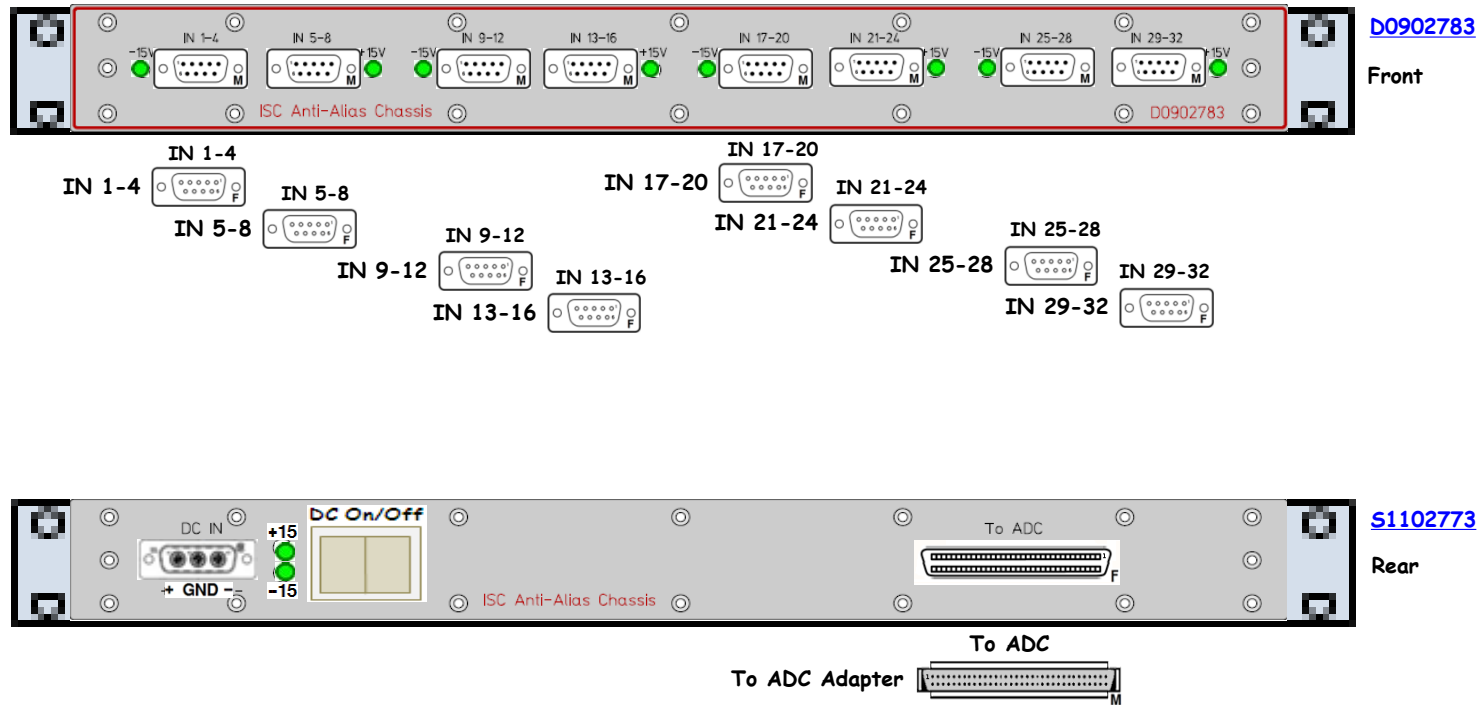 D0902783
Front
IN 1-4 IN 5-8 IN 9-12 IN 13-16 IN 17-20 IN 21-24 IN 25-28 IN 29-32
-15V +15V -15V +15V -15V +15V -15V +15V
M M M M M M M M
ISC Anti-Alias Chassis D0902783
IN 1-4
IN 1-4 F
IN 5-8
IN 5-8 F
IN 9-12
IN 9-12 F
IN 13-16
IN 13-16 F
IN 17-20
IN 17-20 F
IN 21-24
IN 21-24 F
IN 25-28
IN 25-28 F
IN 29-32
IN 29-32 F
S1102773
Rear
DC IN
+ GND -
+15
-15
DC On/Off
ISC Anti-Alias Chassis
To ADC
F
To ADC
To ADC Adapter
M